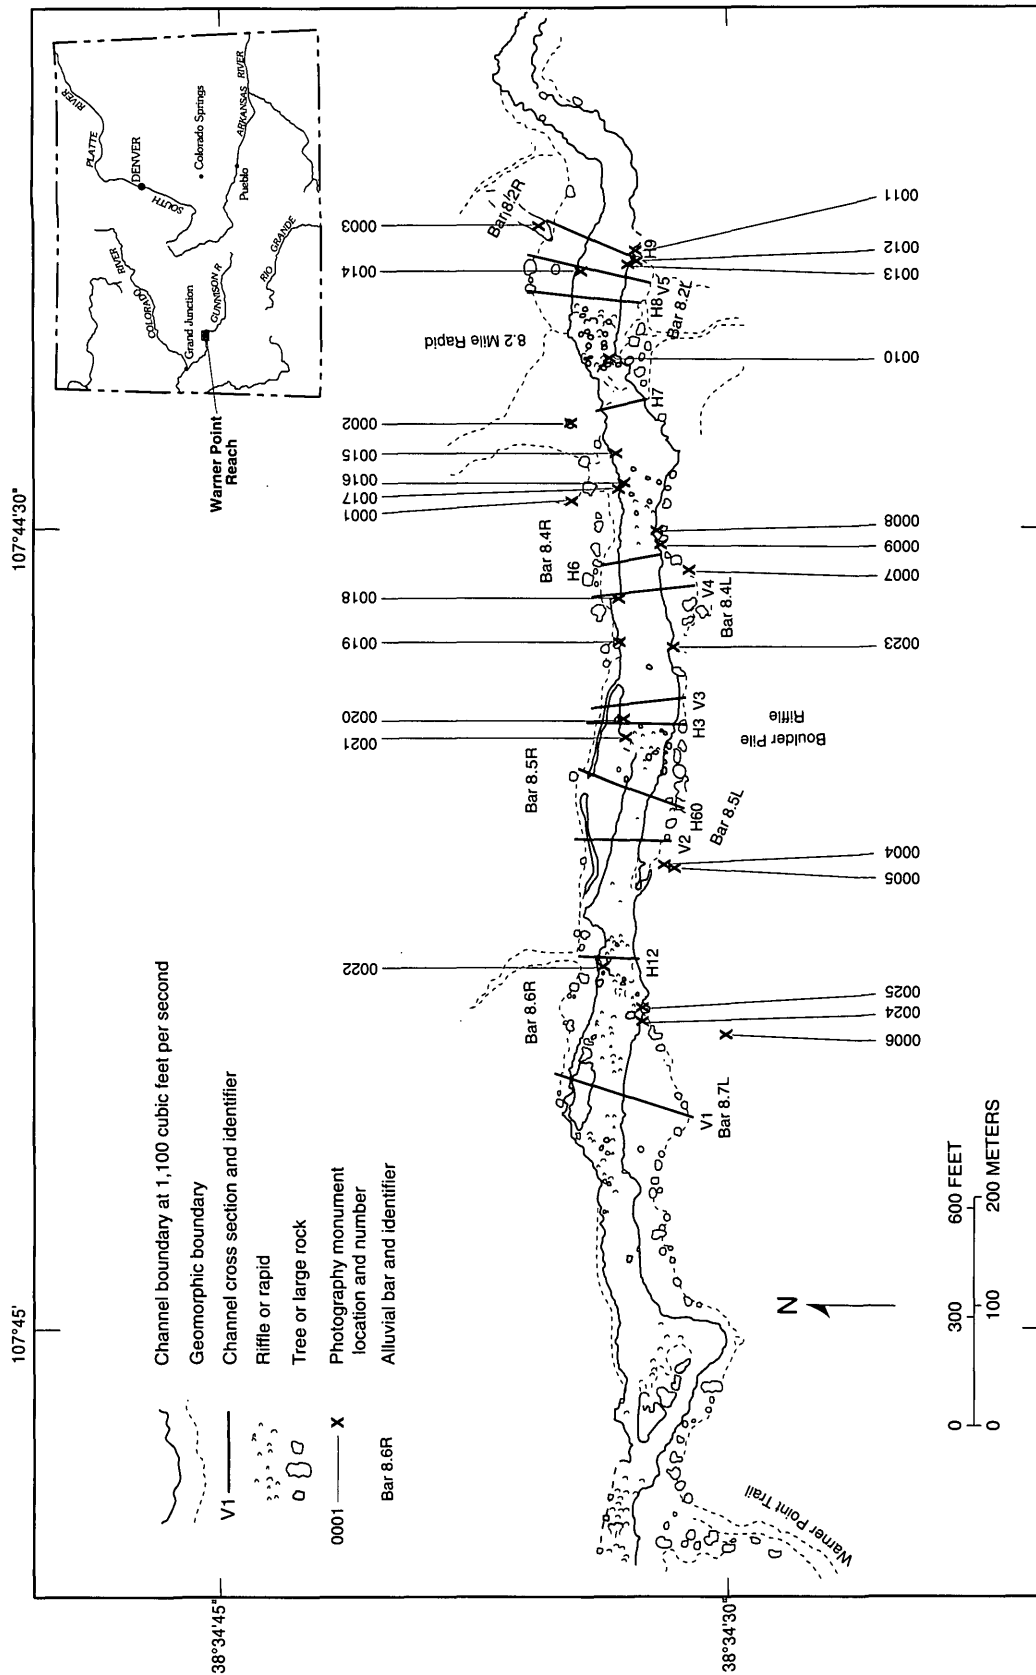 107°45'
107°44'30"
38°34'45"
38°34'30"
Channel boundary at 1,100 cubic feet per second
Geomorphic boundary
V1
Channel cross section and identifier
Riffle or rapid
Tree or large rock
0001
X
Photography monument
location and number
Bar 8.6R
Alluvial bar and identifier
SOUTH
PLATTE
RIVER
DENVER
Colorado Springs
Pueblo
ARKANSAS RIVER
COLORADO
RIVER
Grand Junction
GUNNISON R
RIO GRANDE
Warner Point
Reach
0022
0021
0020
0019
0018
0001
0017
0016
0015
0002
0014
0003
Bar 8.6R
Bar 8.5R
Bar 8.4R
8.2 Mile Rapid
Bar 8.2R
H6
V1
Bar 8.7L
H12
V2
H60
Bar 8.5L
H3
V3
Boulder Pile
Riffle
V4
Bar 8.4L
H7
H8
V5
Bar 8.2L
H9
0006
0024
0025
0005
0004
0023
0007
0009
0008
0010
0013
0012
0011
Warner Point Trail
N
0 300 600 FEET
0 100 200 METERS